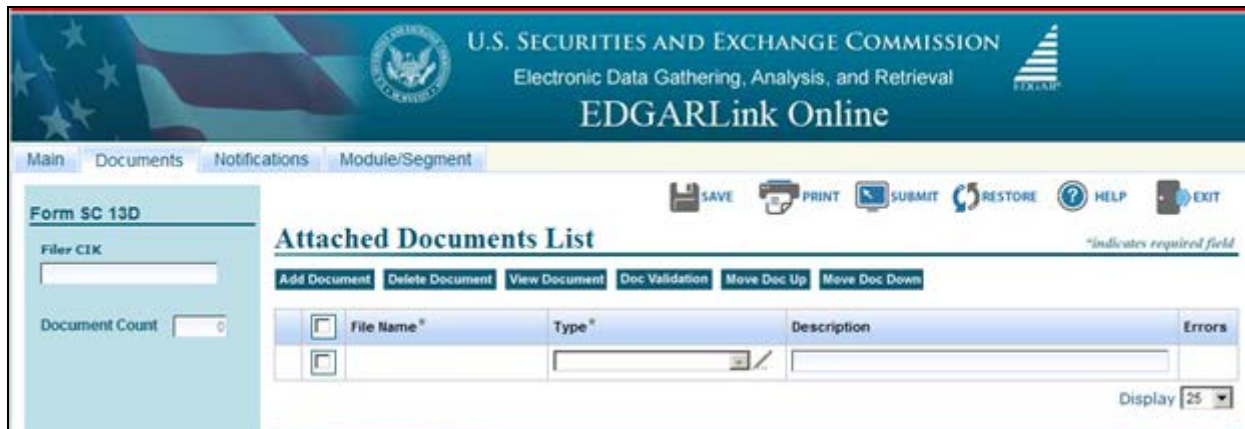 U.S. SECURITIES AND EXCHANGE COMMISSION
Electronic Data Gathering, Analysis, and Retrieval
EDGAR
EDGARLink Online
Main Documents Notifications Module/Segment
SAVE PRINT SUBMIT RESTORE HELP EXIT
Form SC 13D
Attached Documents List
*indicates required field
Filer CIK
Add Document Delete Document View Document Doc Validation Move Doc Up Move Doc Down
Document Count 0
File Name* Type* Description Errors
Display 25